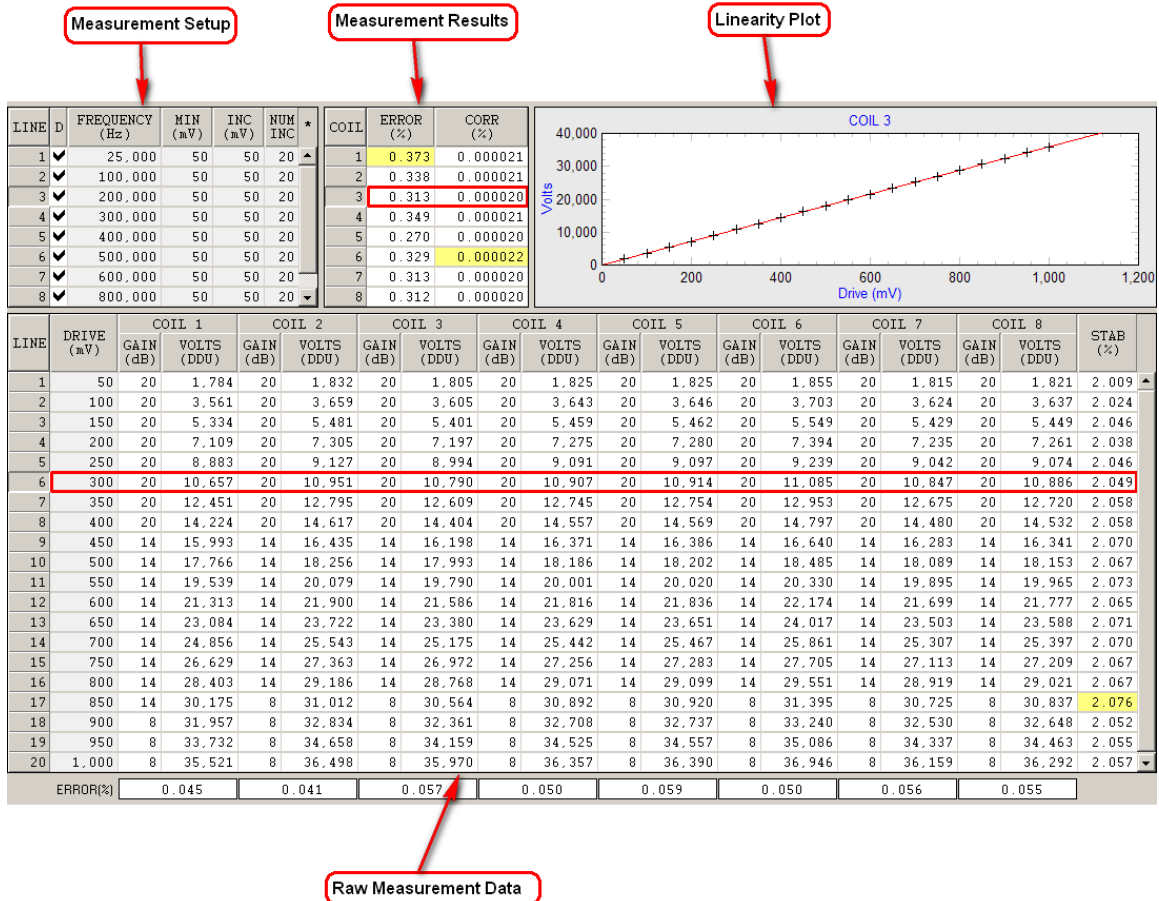 Measurement Setup
Measurement Results
Linearity Plot
LINE D FREQUENCY (Hz) MIN (mV) INC (mV) NUM INC *
1 25,000 50 50 20
2 100,000 50 50 20
3 200,000 50 50 20
4 300,000 50 50 20
5 400,000 50 50 20
6 500,000 50 50 20
7 600,000 50 50 20
8 800,000 50 50 20
COIL ERROR (%) CORR (%)
1 0.373 0.000021
2 0.338 0.000021
3 0.313 0.000020
4 0.349 0.000021
5 0.270 0.000020
6 0.329 0.000022
7 0.313 0.000020
8 0.312 0.000020
COIL 3
Volts
40,000
30,000
20,000
10,000
0
0 200 400 600 800 1,000 1,200
Drive (mV)
LINE DRIVE (mV) COIL 1 COIL 2 COIL 3 COIL 4 COIL 5 COIL 6 COIL 7 COIL 8 STAB (%)
GAIN (dB) VOLTS (DDU) GAIN (dB) VOLTS (DDU) GAIN (dB) VOLTS (DDU) GAIN (dB) VOLTS (DDU) GAIN (dB) VOLTS (DDU) GAIN (dB) VOLTS (DDU) GAIN (dB) VOLTS (DDU) GAIN (dB) VOLTS (DDU)
1 50 20 1,784 20 1,832 20 1,805 20 1,825 20 1,825 20 1,855 20 1,815 20 1,821 2.009
2 100 20 3,561 20 3,659 20 3,605 20 3,643 20 3,646 20 3,703 20 3,624 20 3,637 2.024
3 150 20 5,334 20 5,481 20 5,401 20 5,459 20 5,462 20 5,549 20 5,429 20 5,449 2.046
4 200 20 7,109 20 7,305 20 7,197 20 7,275 20 7,280 20 7,394 20 7,235 20 7,261 2.038
5 250 20 8,883 20 9,127 20 8,994 20 9,091 20 9,097 20 9,239 20 9,042 20 9,074 2.046
6 300 20 10,657 20 10,951 20 10,790 20 10,907 20 10,914 20 11,085 20 10,847 20 10,886 2.049
7 350 20 12,451 20 12,795 20 12,609 20 12,745 20 12,754 20 12,953 20 12,675 20 12,720 2.058
8 400 20 14,224 20 14,617 20 14,404 20 14,557 20 14,569 20 14,797 20 14,480 20 14,532 2.058
9 450 14 15,993 14 16,435 14 16,198 14 16,371 14 16,386 14 16,640 14 16,283 14 16,341 2.070
10 500 14 17,766 14 18,256 14 17,993 14 18,186 14 18,202 14 18,485 14 18,089 14 18,153 2.067
11 550 14 19,539 14 20,079 14 19,790 14 20,001 14 20,020 14 20,330 14 19,895 14 19,965 2.073
12 600 14 21,313 14 21,900 14 21,586 14 21,816 14 21,836 14 22,174 14 21,699 14 21,777 2.065
13 650 14 23,084 14 23,722 14 23,380 14 23,629 14 23,651 14 24,017 14 23,503 14 23,588 2.071
14 700 14 24,856 14 25,543 14 25,175 14 25,442 14 25,467 14 25,861 14 25,307 14 25,397 2.070
15 750 14 26,629 14 27,363 14 26,972 14 27,256 14 27,283 14 27,705 14 27,113 14 27,209 2.067
16 800 14 28,403 14 29,186 14 28,768 14 29,071 14 29,099 14 29,551 14 28,919 14 29,021 2.067
17 850 14 30,175 8 31,012 8 30,564 8 30,892 8 30,920 8 31,395 8 30,725 8 30,837 2.076
18 900 8 31,957 8 32,834 8 32,361 8 32,708 8 32,737 8 33,240 8 32,530 8 32,648 2.052
19 950 8 33,732 8 34,658 8 34,159 8 34,525 8 34,557 8 35,086 8 34,337 8 34,463 2.055
20 1,000 8 35,521 8 36,498 8 35,970 8 36,357 8 36,390 8 36,946 8 36,159 8 36,292 2.057
ERROR(%) 0.045 0.041 0.057 0.050 0.059 0.050 0.056 0.055
Raw Measurement Data